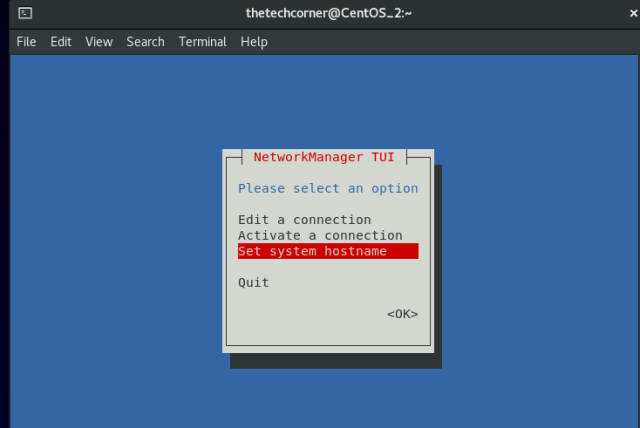 thetechcorner@CentOS_2:~
File Edit View Search Terminal Help
NetworkManager TUI
Please select an option
Edit a connection
Activate a connection
Set system hostname
Quit
<OK>